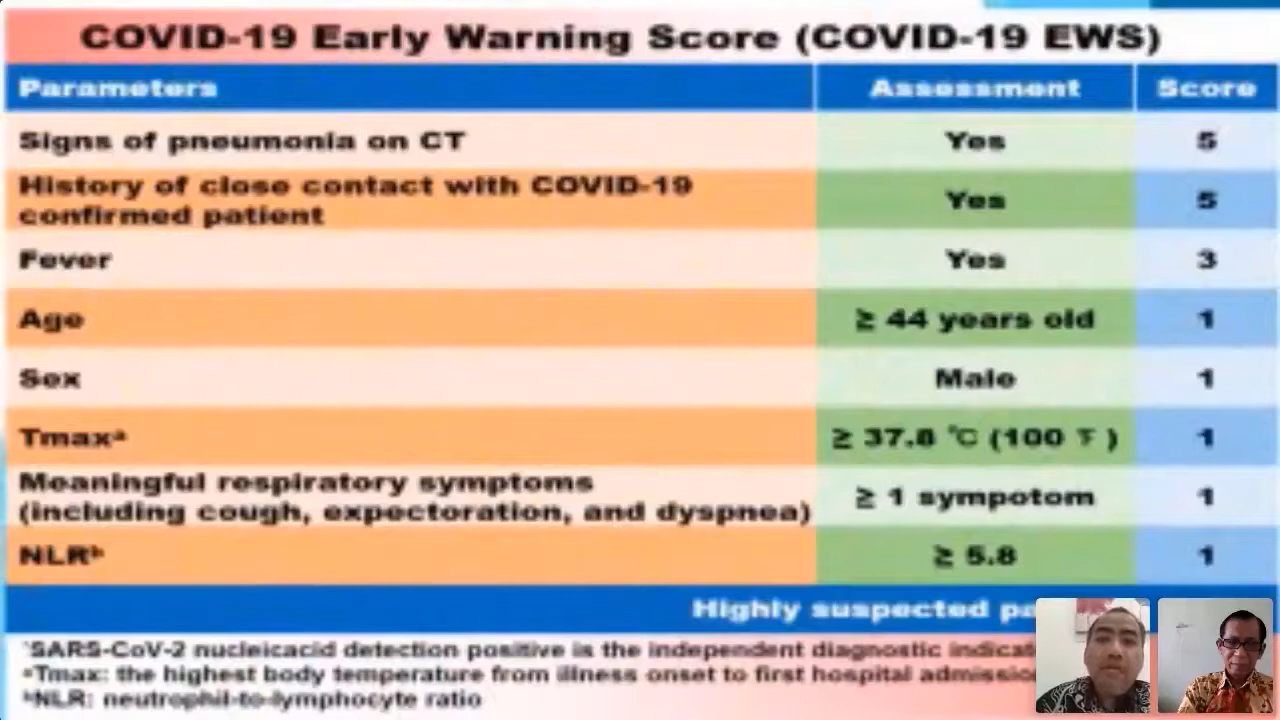 COVID-19 Early Warning Score (COVID-19 EWS)
Parameters Assessment Score
Signs of pneumonia on CT Yes 5
History of close contact with COVID-19
confirmed patient Yes 5
Fever Yes 3
Age ≥ 44 years old 1
Sex Male 1
Tmaxᵃ ≥ 37.8 ℃ (100 ℉ ) 1
Meaningful respiratory symptoms
(including cough, expectoration, and dyspnea) ≥ 1 sympotom 1
NLRᵇ ≥ 5.8 1
Highly suspected
*SARS-CoV-2 nucleicacid detection positive is the independent diagnostic
ᵃTmax: the highest body temperature from illness onset to first hospital
ᵇNLR: neutrophil-to-lymphocyte ratio